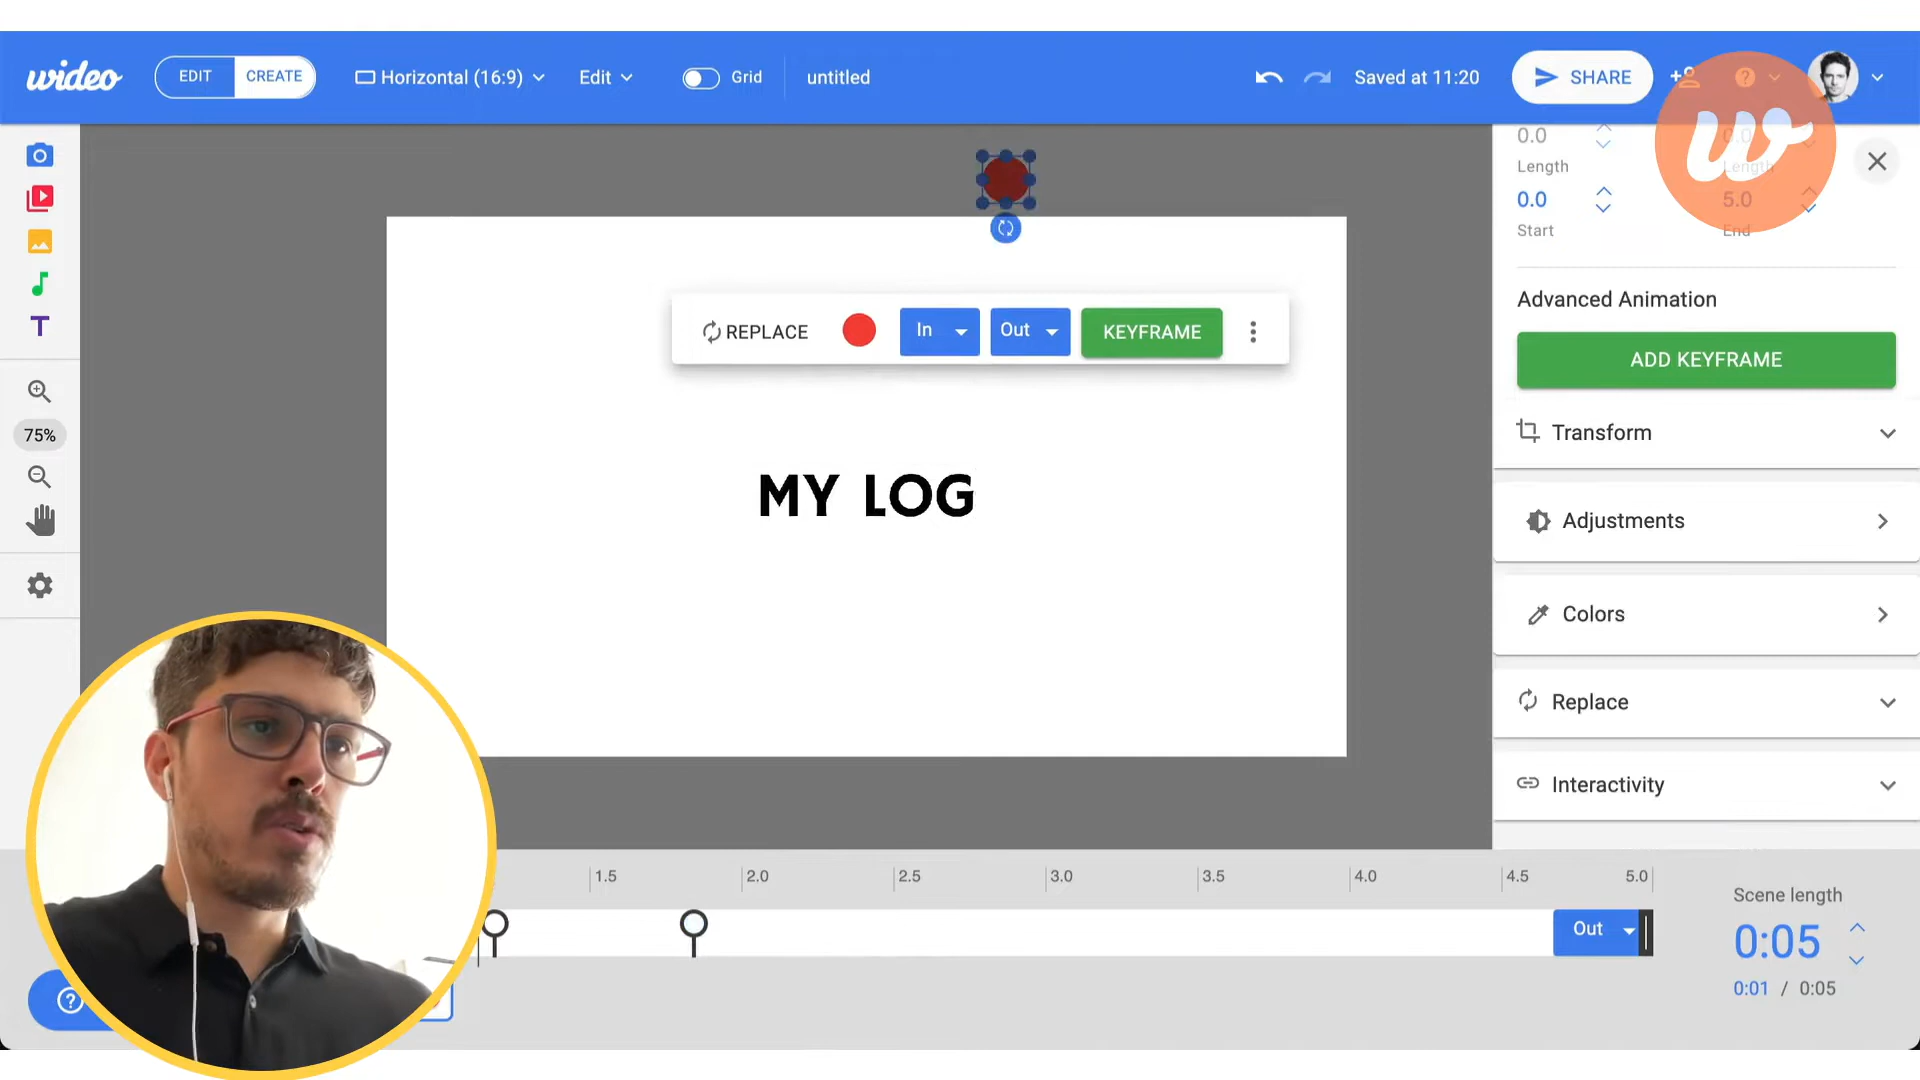 wideo EDIT CREATE Horizontal (16:9) Edit Grid untitled Saved at 11:20 SHARE
0.0
Length Length
0.0 5.0
Start End
Advanced Animation
ADD KEYFRAME
REPLACE In Out KEYFRAME
75%
MY LOG
Transform
Adjustments
Colors
Replace
Interactivity
1.5 2.0 2.5 3.0 3.5 4.0 4.5 5.0
Out
Scene length
0:05
0:01 / 0:05